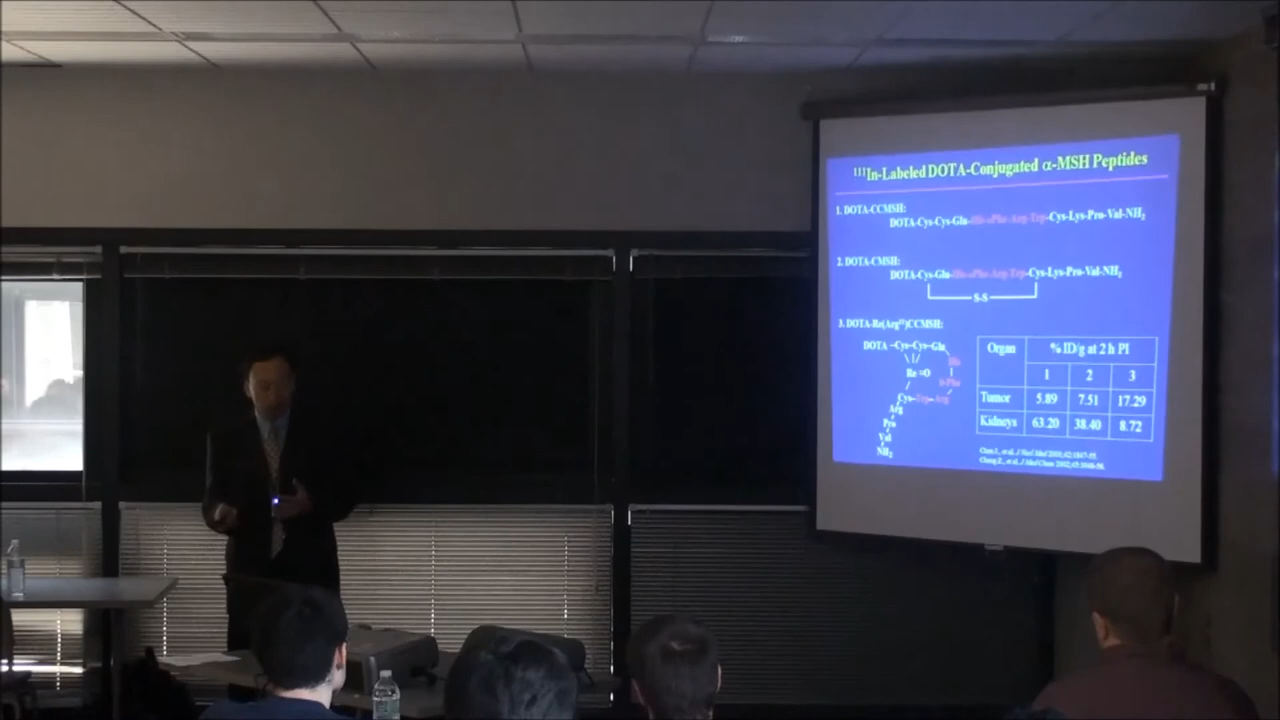 ¹¹¹In-Labeled DOTA-Conjugated α-MSH Peptides
1. DOTA-CCMSH:
DOTA-Cys-Cys-Glu-His-dPhe-Arg-Trp-Cys-Lys-Pro-Val-NH₂
2. DOTA-CMSH:
DOTA-Cys-Glu-His-dPhe-Arg-Trp-Cys-Lys-Pro-Val-NH₂
S-S
3. DOTA-Re(Arg¹¹)CCMSH:
DOTA –Cys–Cys–Glu
His
Re =O
D-Phe
Cys–Trp–Arg
Arg
Pro
Val
NH₂
Organ % ID/g at 2 h PI
1 2 3
Tumor 5.89 7.51 17.29
Kidneys 63.20 38.40 8.72